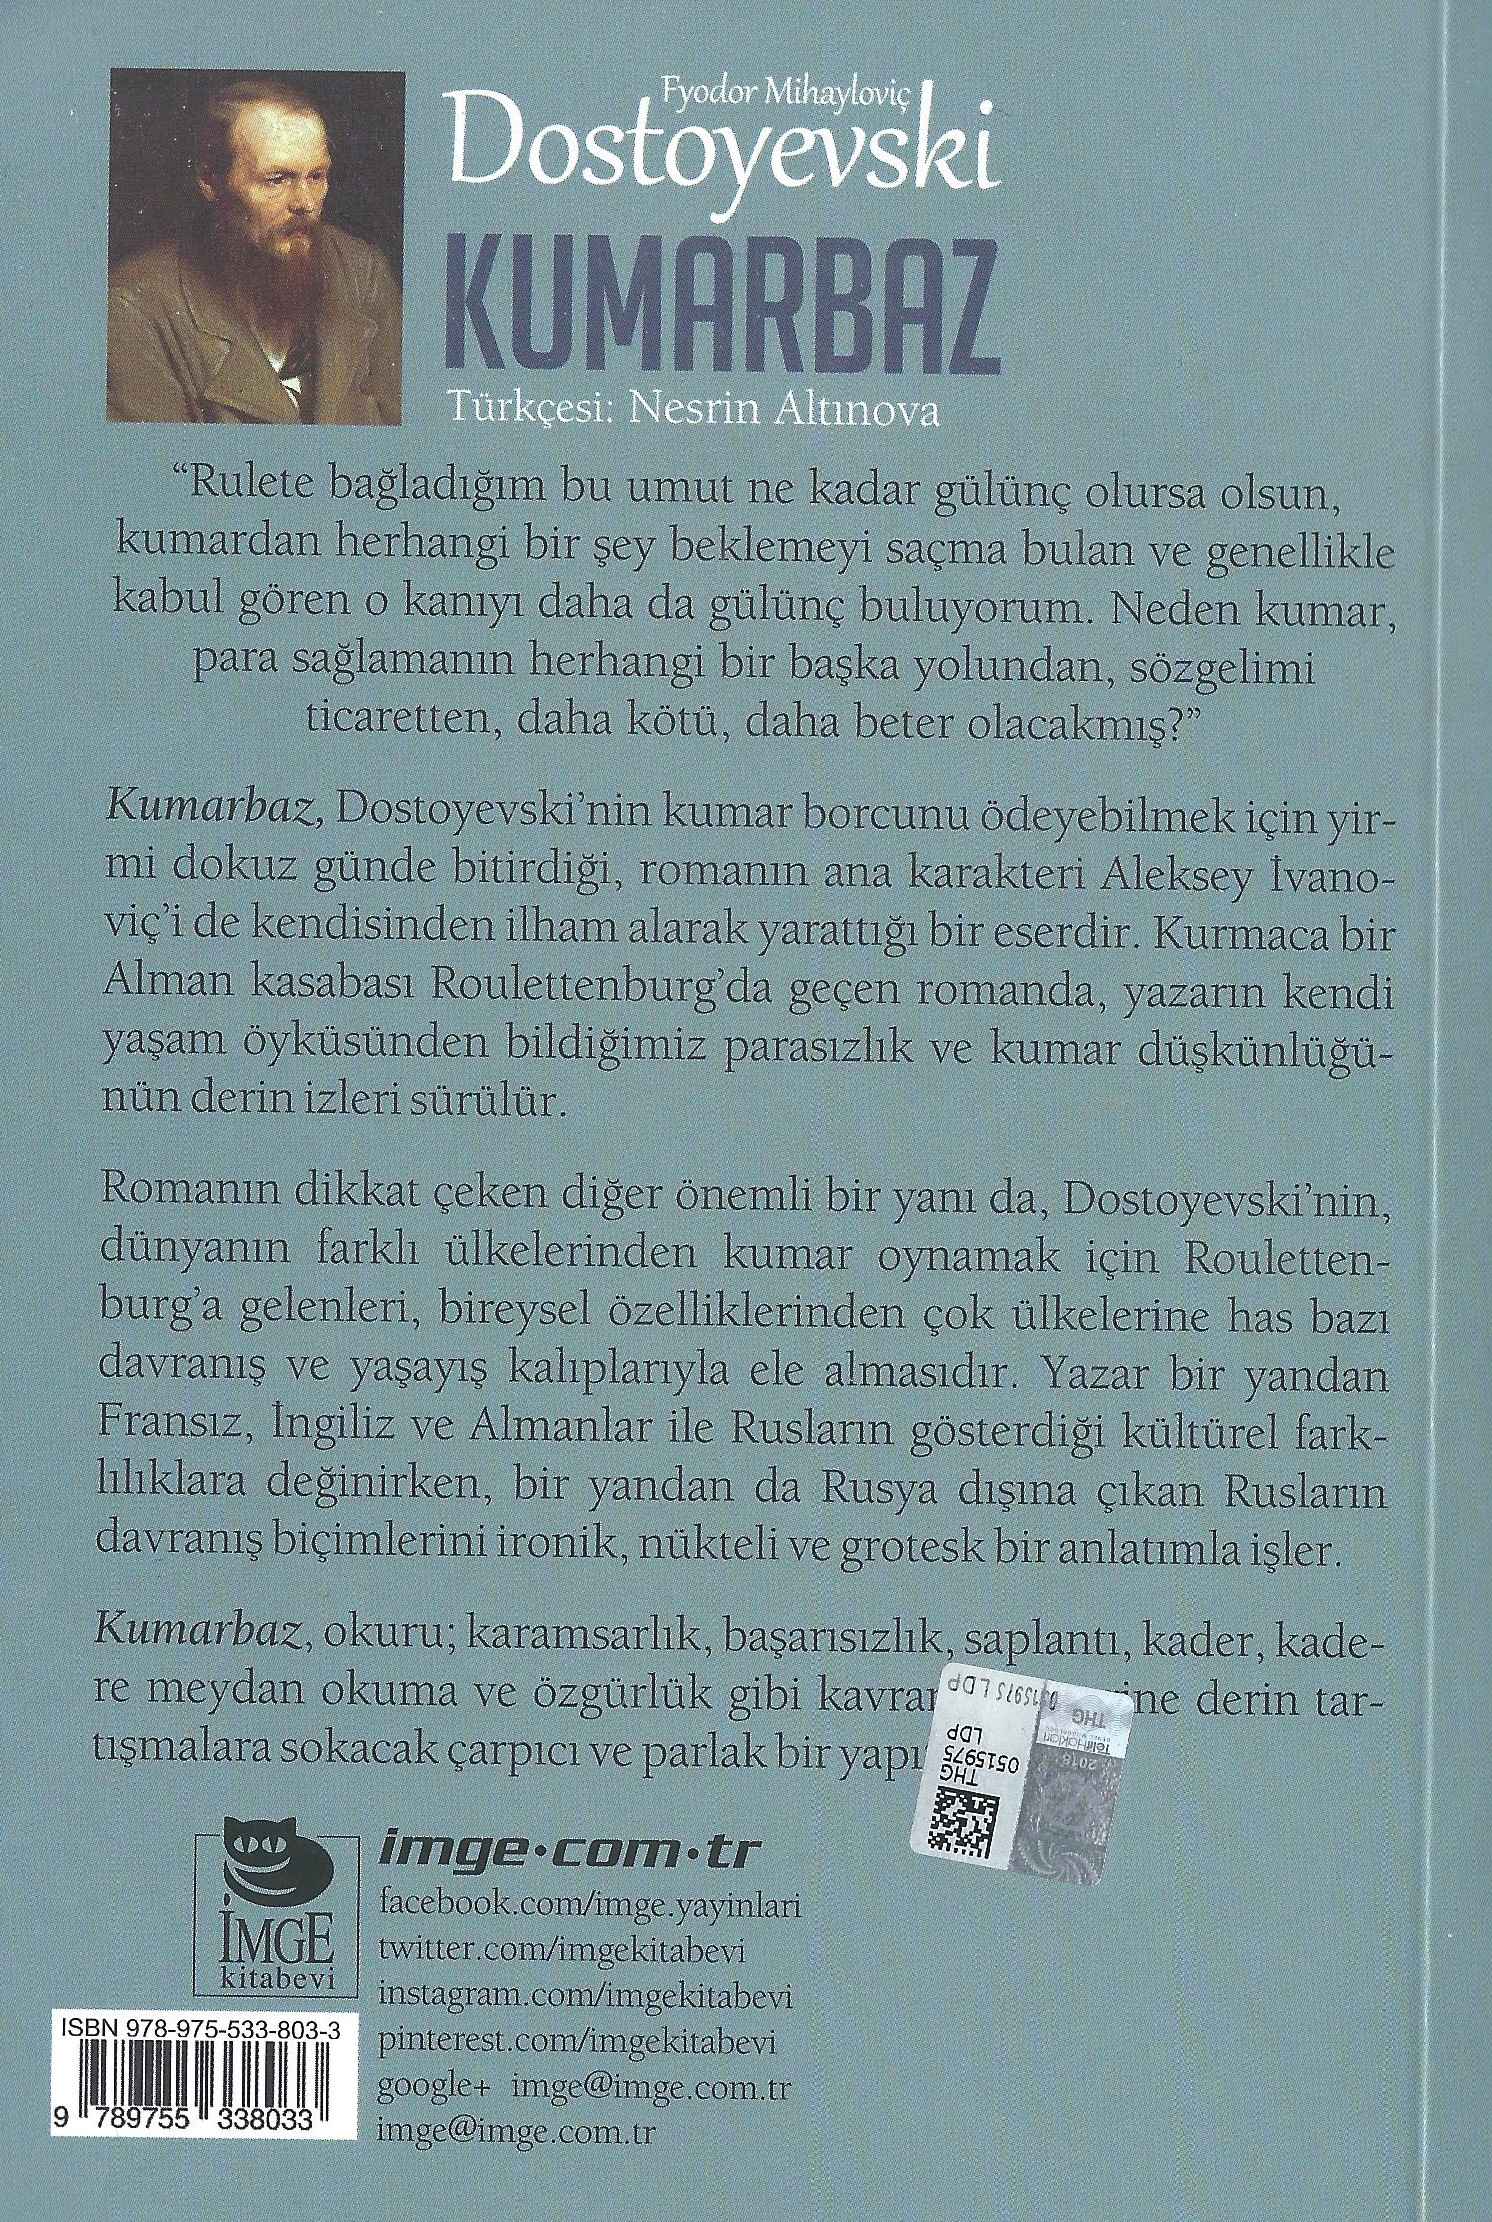 Fyodor Mihayloviç
Dostoyevski
KUMARBAZ
Türkçesi: Nesrin Altınova
“Rulete bağladığım bu umut ne kadar gülünç olursa olsun,
kumardan herhangi bir şey beklemeyi saçma bulan ve genellikle
kabul gören o kanıyı daha da gülünç buluyorum. Neden kumar,
para sağlamanın herhangi bir başka yolundan, sözgelimi
ticaretten, daha kötü, daha beter olacakmış?”
Kumarbaz, Dostoyevski’nin kumar borcunu ödeyebilmek için yir-
mi dokuz günde bitirdiği, romanın ana karakteri Aleksey İvano-
viç’i de kendisinden ilham alarak yarattığı bir eserdir. Kurmaca bir
Alman kasabası Roulettenburg’da geçen romanda, yazarın kendi
yaşam öyküsünden bildiğimiz parasızlık ve kumar düşkünlüğü-
nün derin izleri sürülür.
Romanın dikkat çeken diğer önemli bir yanı da, Dostoyevski’nin,
dünyanın farklı ülkelerinden kumar oynamak için Rouletten-
burg’a gelenleri, bireysel özelliklerinden çok ülkelerine has bazı
davranış ve yaşayış kalıplarıyla ele almasıdır. Yazar bir yandan
Fransız, İngiliz ve Almanlar ile Rusların gösterdiği kültürel fark-
lılıklara değinirken, bir yandan da Rusya dışına çıkan Rusların
davranış biçimlerini ironik, nükteli ve grotesk bir anlatımla işler.
Kumarbaz, okuru; karamsarlık, başarısızlık, saplantı, kader, kade-
re meydan okuma ve özgürlük gibi kavra ine derin tar-
tışmalara sokacak çarpıcı ve parlak bir yapı
0515975 LDP
THG
THG
0515975
LDP
Telif Hakları
2018
imge.com.tr
facebook.com/imge.yayinlari
twitter.com/imgekitabevi
instagram.com/imgekitabevi
pinterest.com/imgekitabevi
google+ imge@imge.com.tr
imge@imge.com.tr
İMGE
kitabevi
ISBN 978-975-533-803-3
9 789755 338033